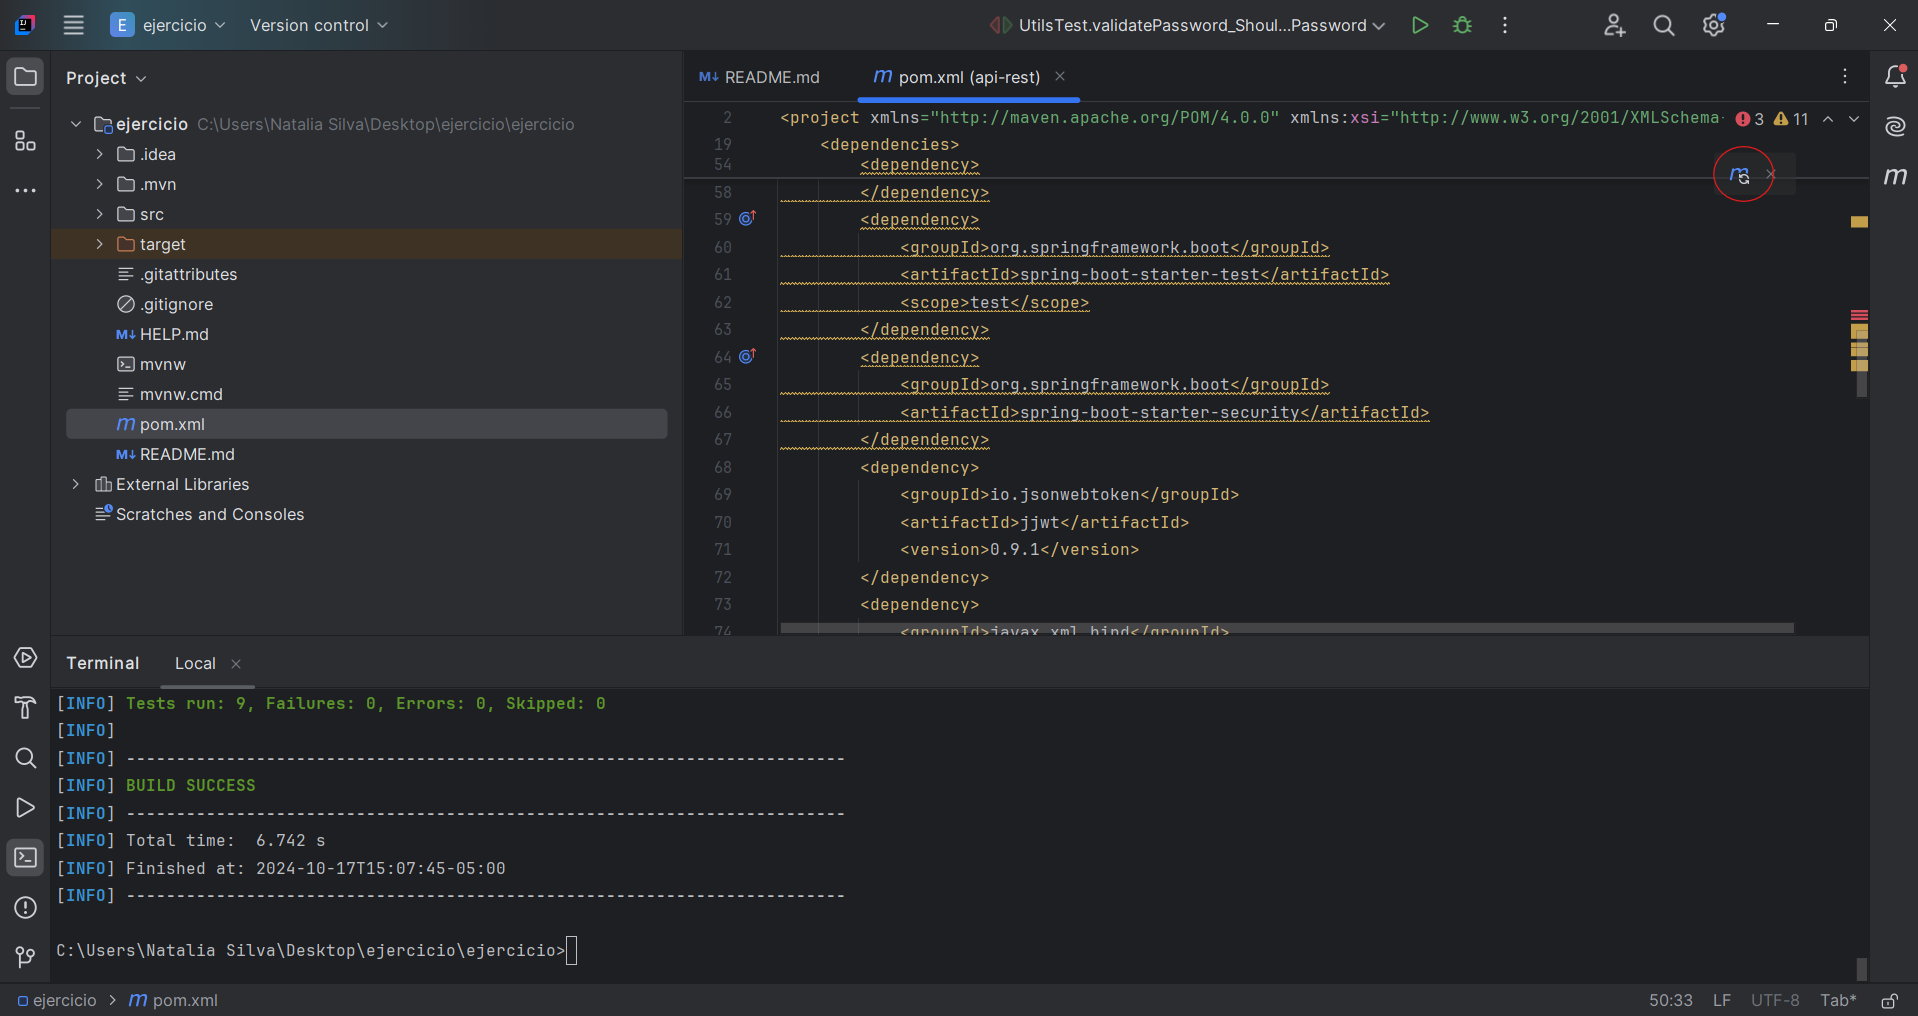 E ejercicio Version control UtilsTest.validatePassword_Shoul...Password
Project
ejercicio C:\Users\Natalia Silva\Desktop\ejercicio\ejercicio
.idea
.mvn
src
target
.gitattributes
.gitignore
M↓ HELP.md
mvnw
mvnw.cmd
m pom.xml
M↓ README.md
External Libraries
Scratches and Consoles
M↓ README.md m pom.xml (api-rest)
2 <project xmlns="http://maven.apache.org/POM/4.0.0" xmlns:xsi="http://www.w3.org/2001/XMLSchema- 3 11
19 <dependencies>
54 <dependency>
58 </dependency>
59 <dependency>
60 <groupId>org.springframework.boot</groupId>
61 <artifactId>spring-boot-starter-test</artifactId>
62 <scope>test</scope>
63 </dependency>
64 <dependency>
65 <groupId>org.springframework.boot</groupId>
66 <artifactId>spring-boot-starter-security</artifactId>
67 </dependency>
68 <dependency>
69 <groupId>io.jsonwebtoken</groupId>
70 <artifactId>jjwt</artifactId>
71 <version>0.9.1</version>
72 </dependency>
73 <dependency>
74 <groupId>javax.xml.bind</groupId>
m
m
Terminal Local
[INFO] Tests run: 9, Failures: 0, Errors: 0, Skipped: 0
[INFO]
[INFO] ------------------------------------------------------------------------
[INFO] BUILD SUCCESS
[INFO] ------------------------------------------------------------------------
[INFO] Total time:  6.742 s
[INFO] Finished at: 2024-10-17T15:07:45-05:00
[INFO] ------------------------------------------------------------------------
C:\Users\Natalia Silva\Desktop\ejercicio\ejercicio>
ejercicio m pom.xml 50:33 LF UTF-8 Tab*